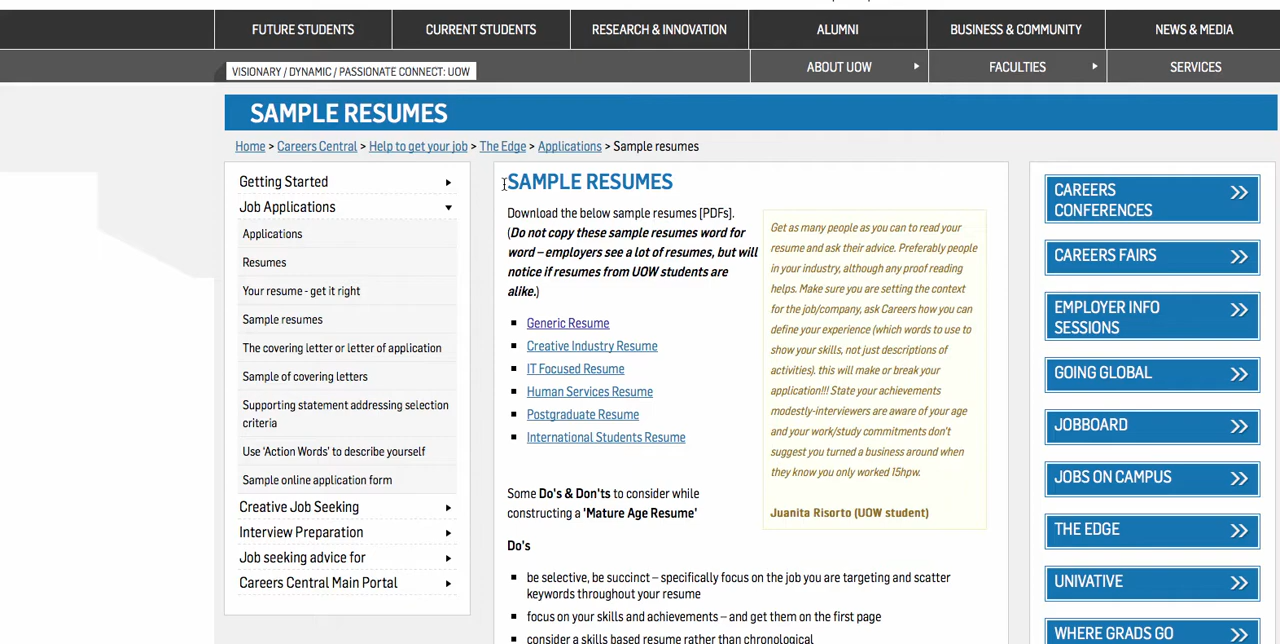 FUTURE STUDENTS
CURRENT STUDENTS
RESEARCH & INNOVATION
ALUMNI
BUSINESS & COMMUNITY
NEWS & MEDIA
VISIONARY / DYNAMIC / PASSIONATE CONNECT: UOW
ABOUT UOW
FACULTIES
SERVICES
SAMPLE RESUMES
Home > Careers Central > Help to get your job > The Edge > Applications > Sample resumes
Getting Started
Job Applications
Applications
Resumes
Your resume - get it right
Sample resumes
The covering letter or letter of application
Sample of covering letters
Supporting statement addressing selection
criteria
Use 'Action Words' to describe yourself
Sample online application form
Creative Job Seeking
Interview Preparation
Job seeking advice for
Careers Central Main Portal
SAMPLE RESUMES
Download the below sample resumes [PDFs].
(Do not copy these sample resumes word for
word – employers see a lot of resumes, but will
notice if resumes from UOW students are
alike.)
Generic Resume
Creative Industry Resume
IT Focused Resume
Human Services Resume
Postgraduate Resume
International Students Resume
Get as many people as you can to read your
resume and ask their advice. Preferably people
in your industry, although any proof reading
helps. Make sure you are setting the context
for the job/company, ask Careers how you can
define your experience (which words to use to
show your skills, not just descriptions of
activities). this will make or break your
application!!! State your achievements
modestly-interviewers are aware of your age
and your work/study commitments don't
suggest you turned a business around when
they know you only worked 15hpw.
Juanita Risorto (UOW student)
Some Do's & Don'ts to consider while
constructing a 'Mature Age Resume'
Do's
be selective, be succinct – specifically focus on the job you are targeting and scatter
keywords throughout your resume
focus on your skills and achievements – and get them on the first page
consider a skills based resume rather than chronological
CAREERS
CONFERENCES
CAREERS FAIRS
EMPLOYER INFO
SESSIONS
GOING GLOBAL
JOBBOARD
JOBS ON CAMPUS
THE EDGE
UNIVATIVE
WHERE GRADS GO